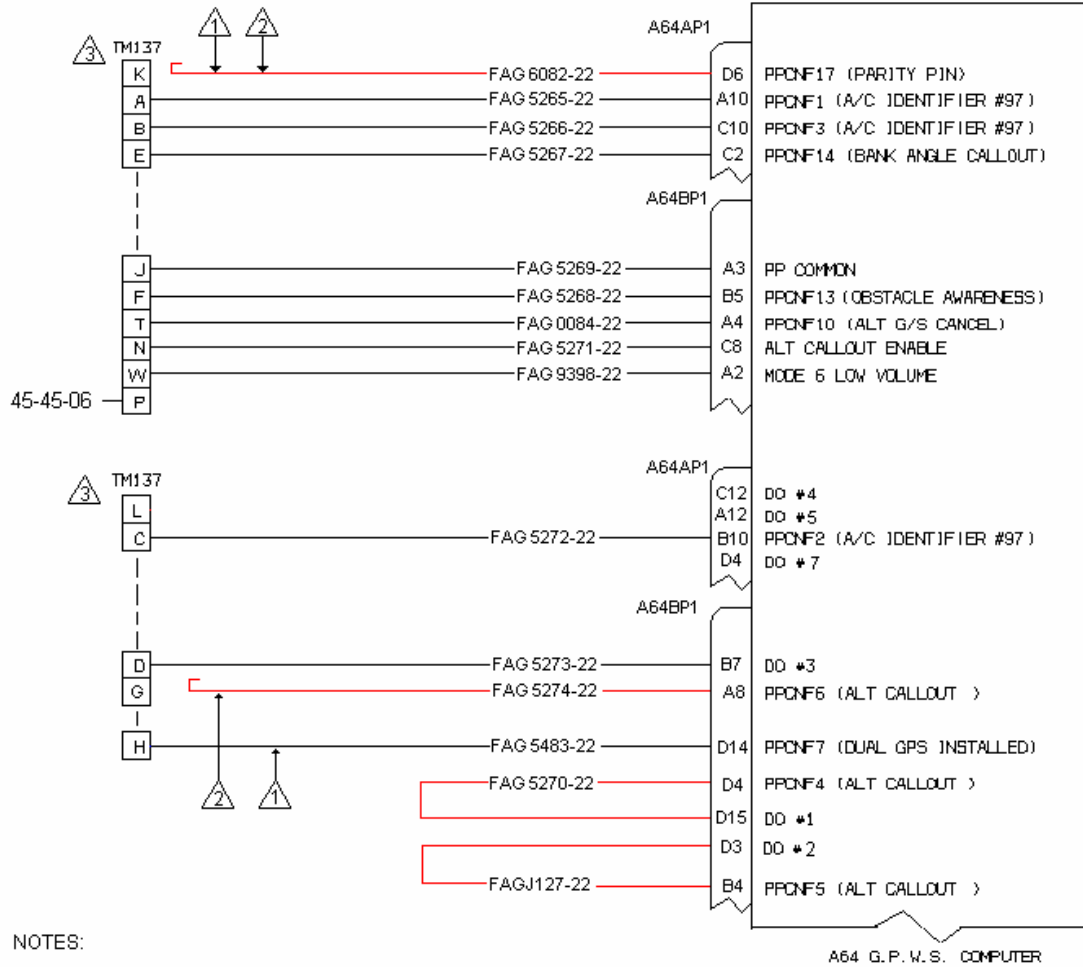 A64AP1
1 2
3 TM137
K FAG 6082-22 D6 PPCNF17 (PARITY PIN)
A FAG 5265-22 A10 PPCNF1 (A/C IDENTIFIER #97)
B FAG 5266-22 C10 PPCNF3 (A/C IDENTIFIER #97)
E FAG 5267-22 C2 PPCNF14 (BANK ANGLE CALLOUT)
A64BP1
J FAG 5269-22 A3 PP COMMON
F FAG 5268-22 B5 PPCNF13 (OBSTACLE AWARENESS)
T FAG 0084-22 A4 PPCNF10 (ALT G/S CANCEL)
N FAG 5271-22 C8 ALT CALLOUT ENABLE
W FAG 9398-22 A2 MODE 6 LOW VOLUME
45-45-06 P
A64AP1
3 TM137
L C12 DO #4
A12 DO #5
C FAG 5272-22 B10 PPCNF2 (A/C IDENTIFIER #97)
D4 DO #7
A64BP1
D FAG 5273-22 B7 DO #3
G FAG 5274-22 A8 PPCNF6 (ALT CALLOUT )
H FAG 5483-22 D14 PPCNF7 (DUAL GPS INSTALLED)
2 1
FAG 5270-22 D4 PPCNF4 (ALT CALLOUT )
D15 DO #1
D3 DO #2
FAGJ127-22 B4 PPCNF5 (ALT CALLOUT )
NOTES:
A64 G.P.W.S. COMPUTER